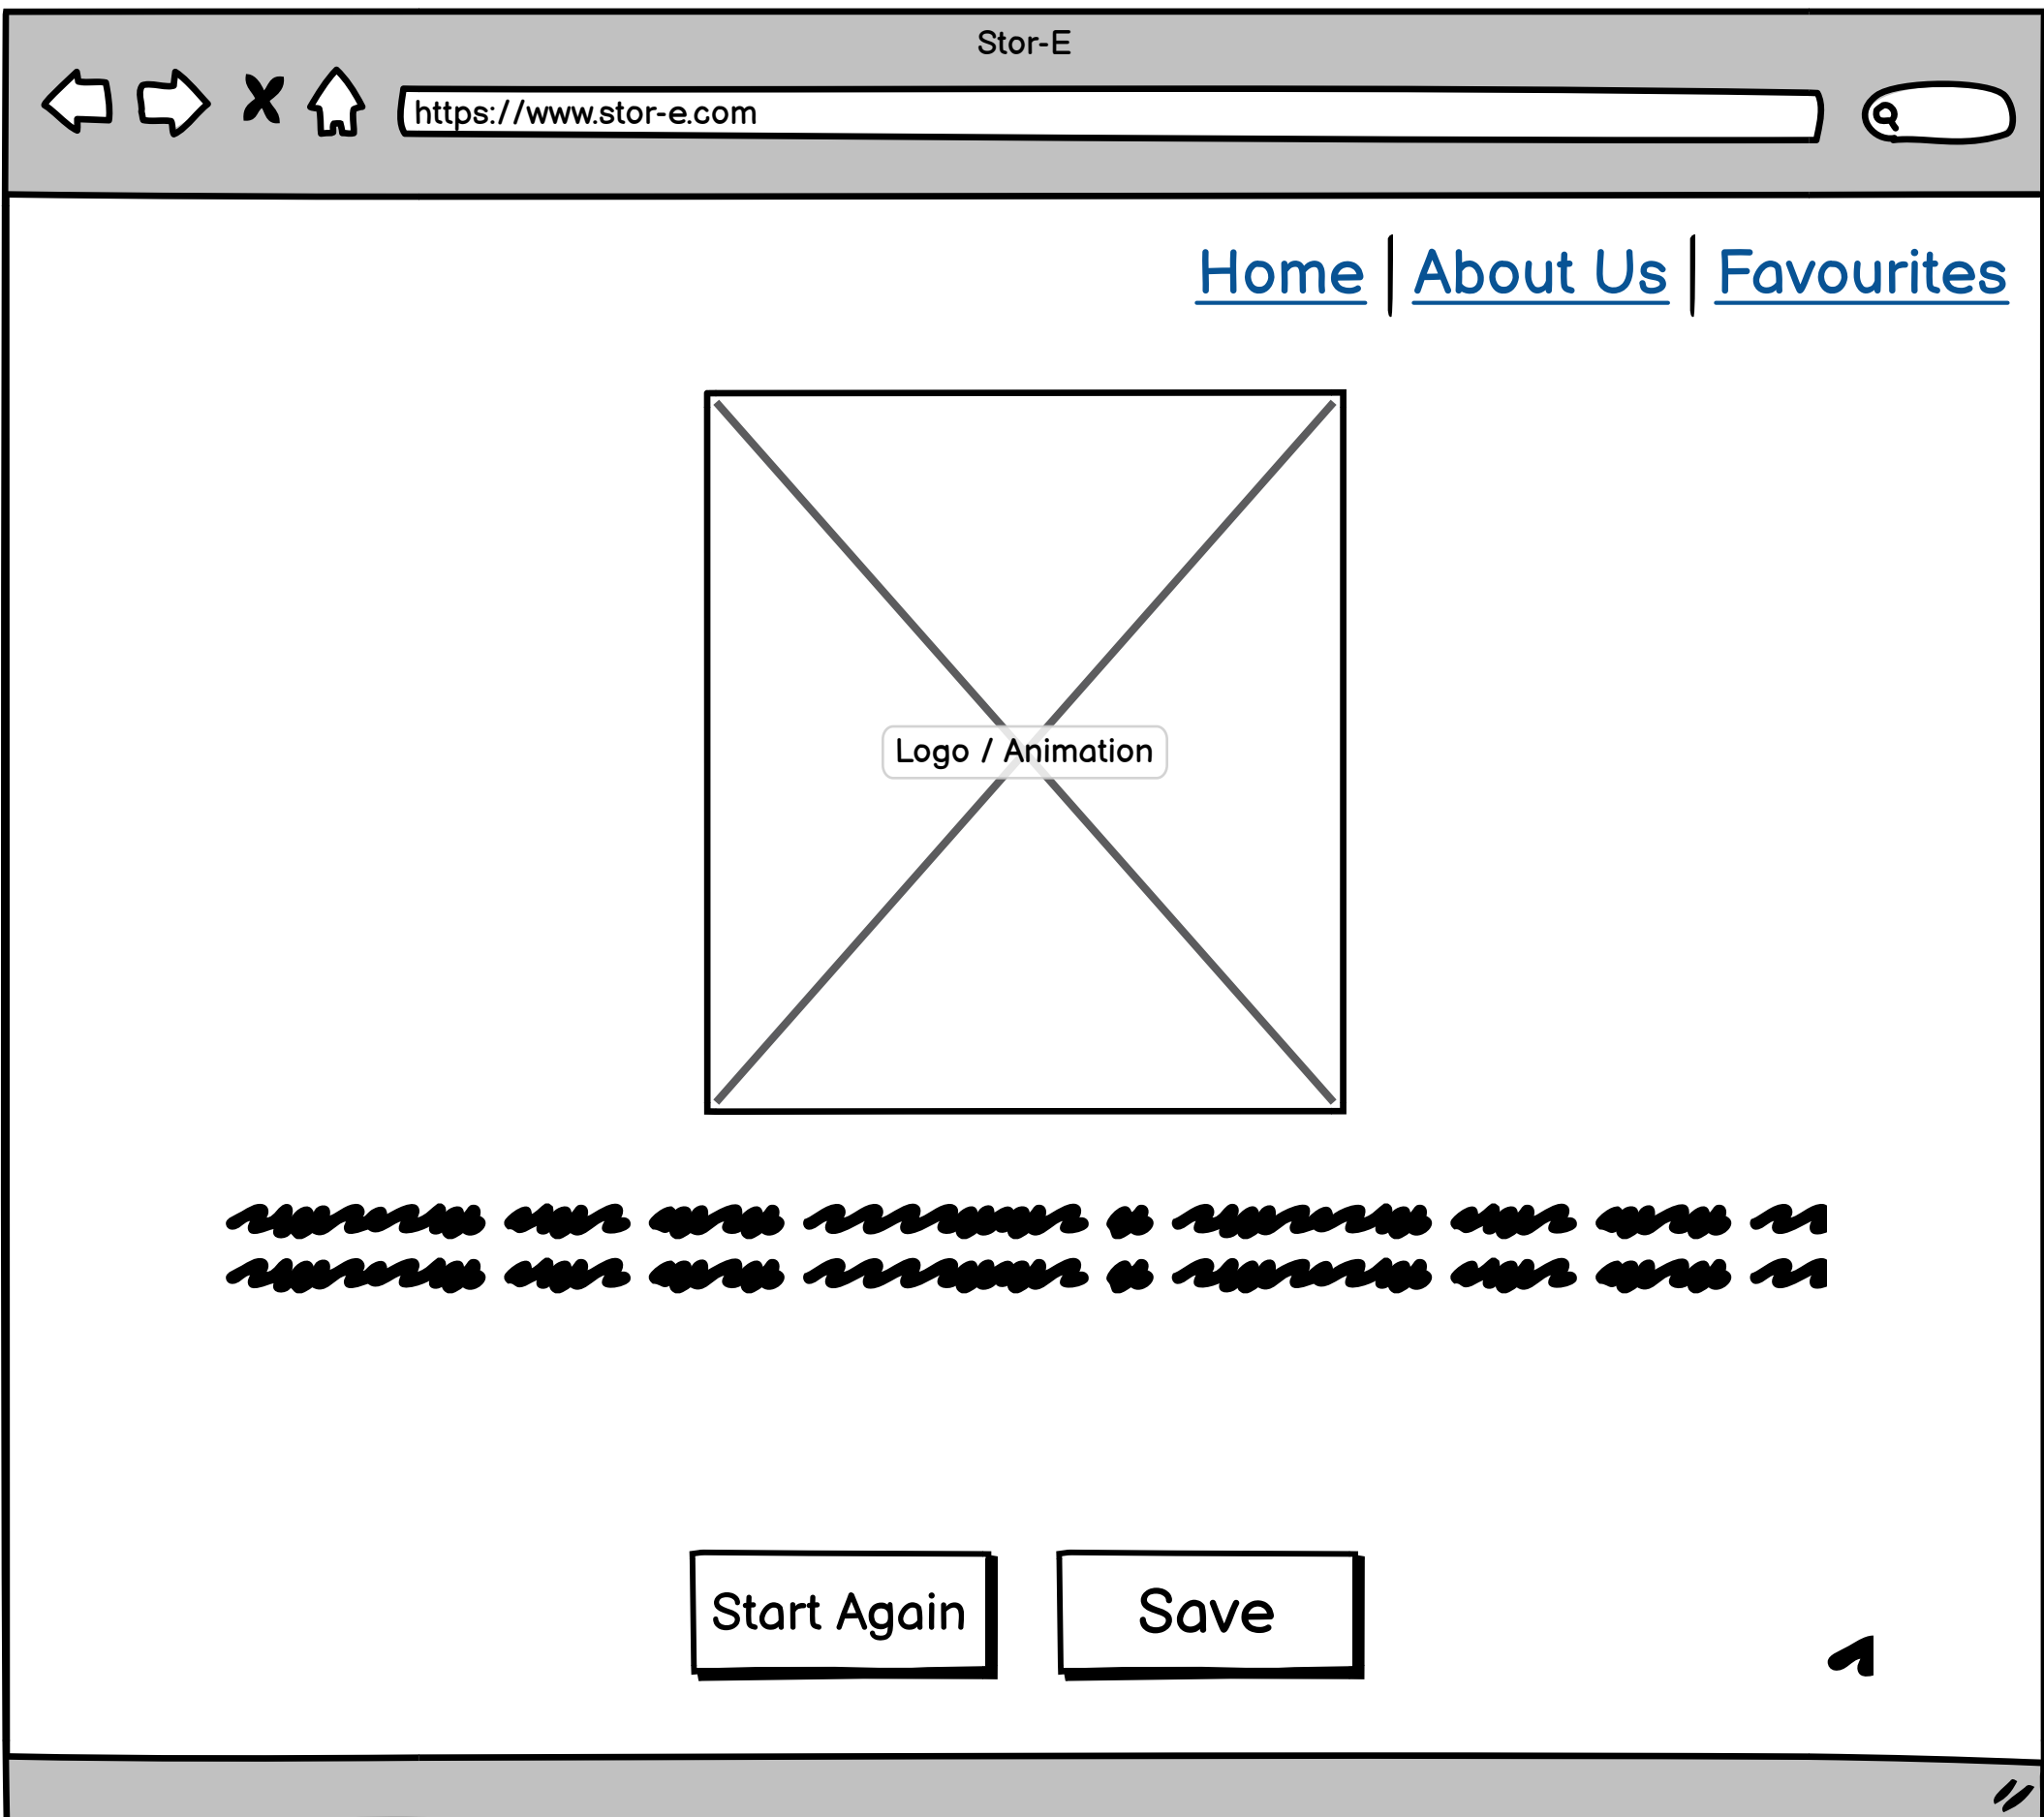 Stor-E
https://www.stor-e.com
Home | About Us | Favourites
Logo / Animation
Start Again Save